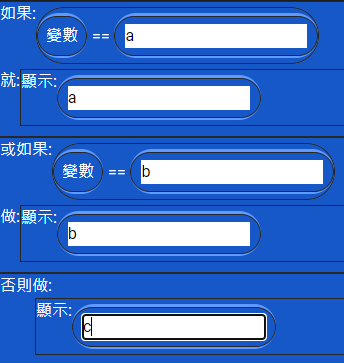 如果: 變數 == a
就: 顯示: a
或如果: 變數 == b
做: 顯示: b
否則做:
顯示: c